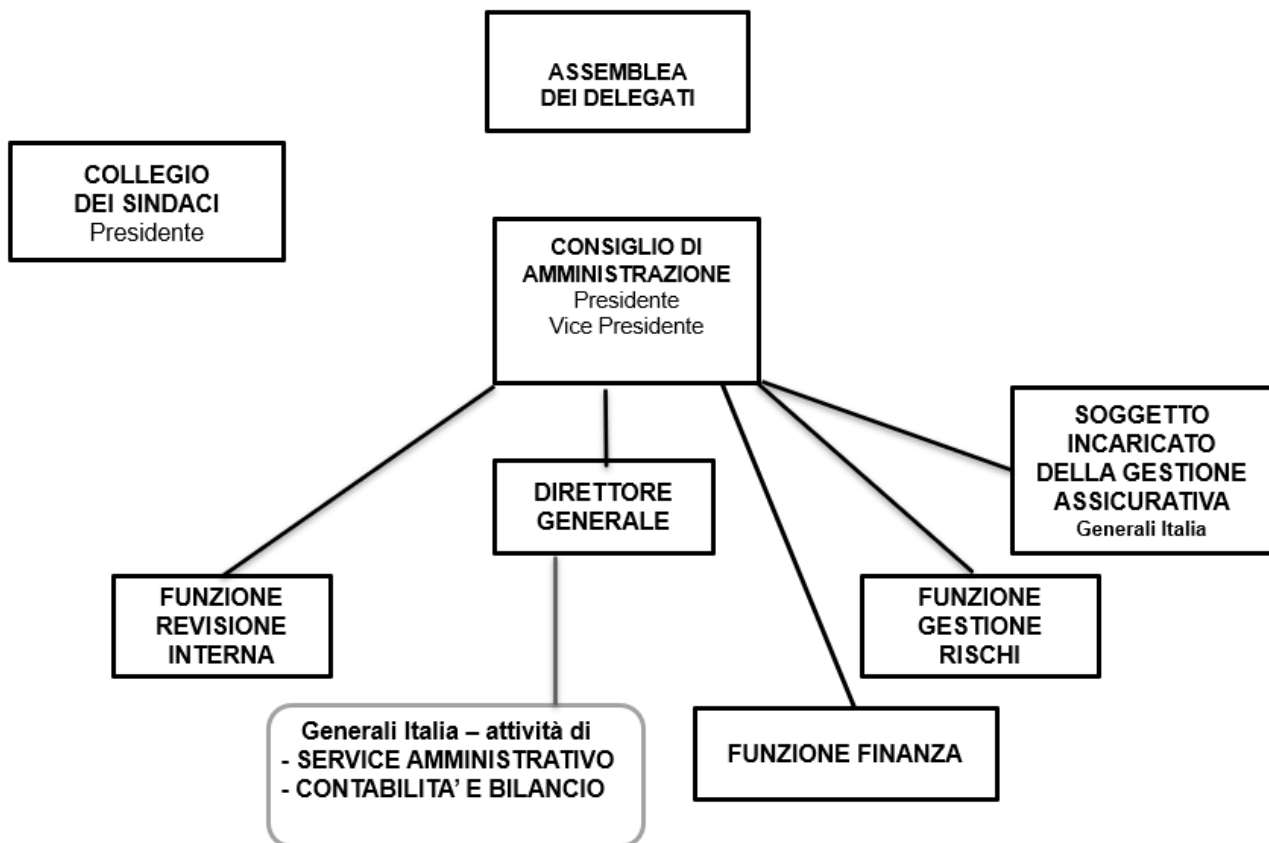 ASSEMBLEA
DEI DELEGATI
COLLEGIO
DEI SINDACI
Presidente
CONSIGLIO DI
AMMINISTRAZIONE
Presidente
Vice Presidente
SOGGETTO
INCARICATO
DELLA GESTIONE
ASSICURATIVA
Generali Italia
DIRETTORE
GENERALE
FUNZIONE
REVISIONE
INTERNA
FUNZIONE
GESTIONE
RISCHI
Generali Italia – attività di
- SERVICE AMMINISTRATIVO
- CONTABILITA’ E BILANCIO
FUNZIONE FINANZA